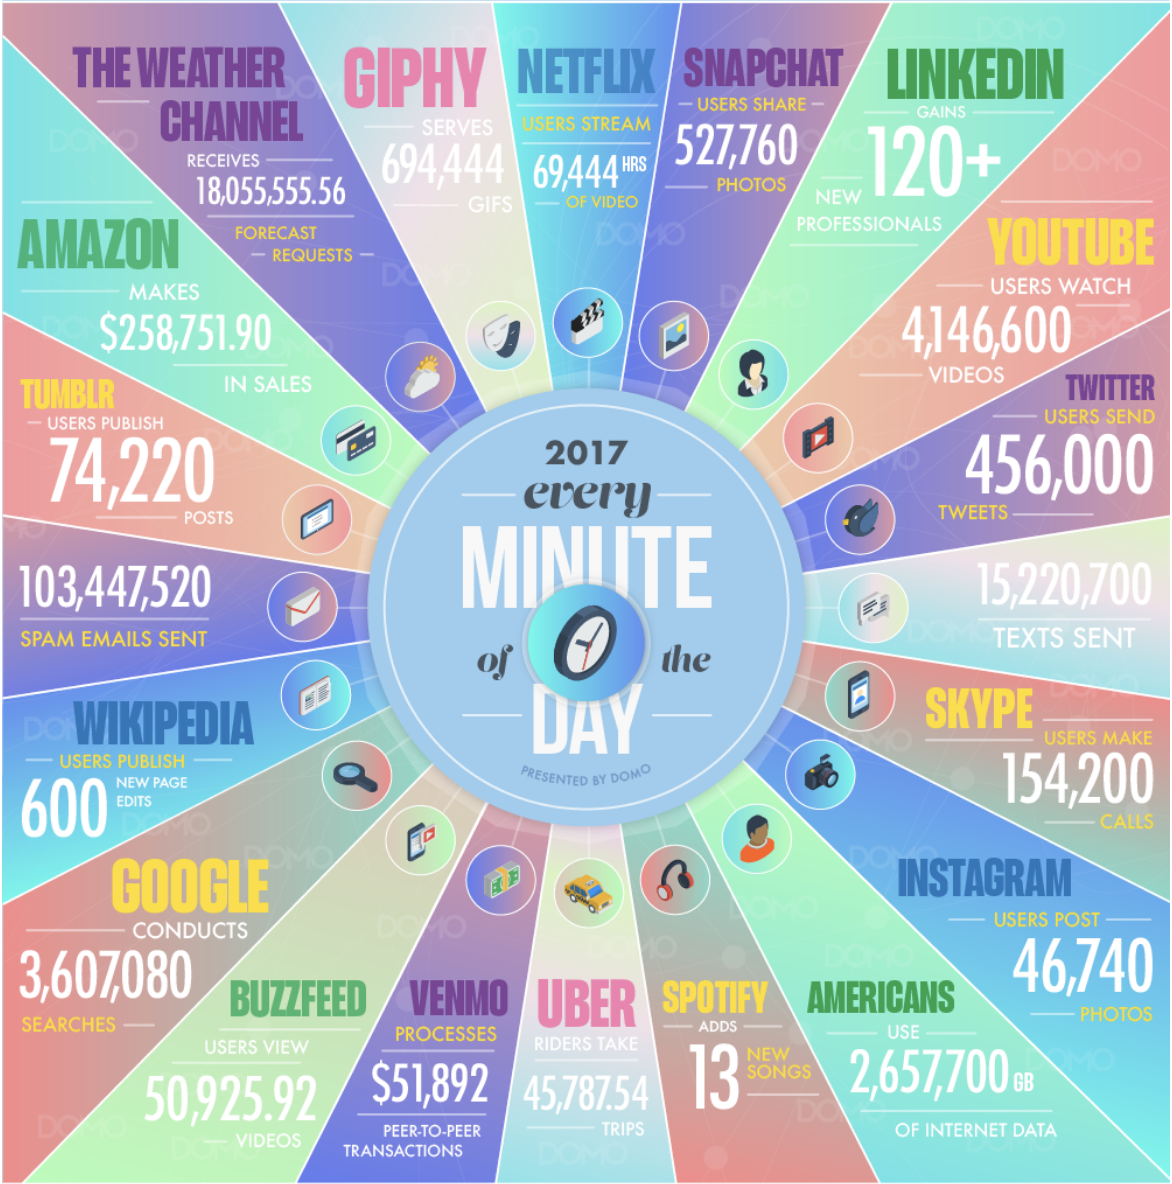 THE WEATHER
CHANNEL
RECEIVES
18,055,555.56
FORECAST
REQUESTS
GIPHY
SERVES
694,444
GIFS
NETFLIX
USERS STREAM
69,444 HRS
OF VIDEO
SNAPCHAT
USERS SHARE
527,760
PHOTOS
LINKEDIN
GAINS
120+
NEW
PROFESSIONALS
YOUTUBE
USERS WATCH
4,146,600
VIDEOS
TWITTER
USERS SEND
456,000
TWEETS
15,220,700
TEXTS SENT
SKYPE
USERS MAKE
154,200
CALLS
INSTAGRAM
USERS POST
46,740
PHOTOS
AMERICANS
USE
2,657,700 GB
OF INTERNET DATA
SPOTIFY
ADDS
13 NEW
SONGS
UBER
RIDERS TAKE
45,787.54
TRIPS
VENMO
PROCESSES
$51,892
PEER-TO-PEER
TRANSACTIONS
BUZZFEED
USERS VIEW
50,925.92
VIDEOS
GOOGLE
CONDUCTS
3,607,080
SEARCHES
WIKIPEDIA
USERS PUBLISH
600 NEW PAGE
EDITS
103,447,520
SPAM EMAILS SENT
TUMBLR
USERS PUBLISH
74,220
POSTS
AMAZON
MAKES
$258,751.90
IN SALES
2017
every
MINUTE
of the
DAY
PRESENTED BY DOMO
DOMO